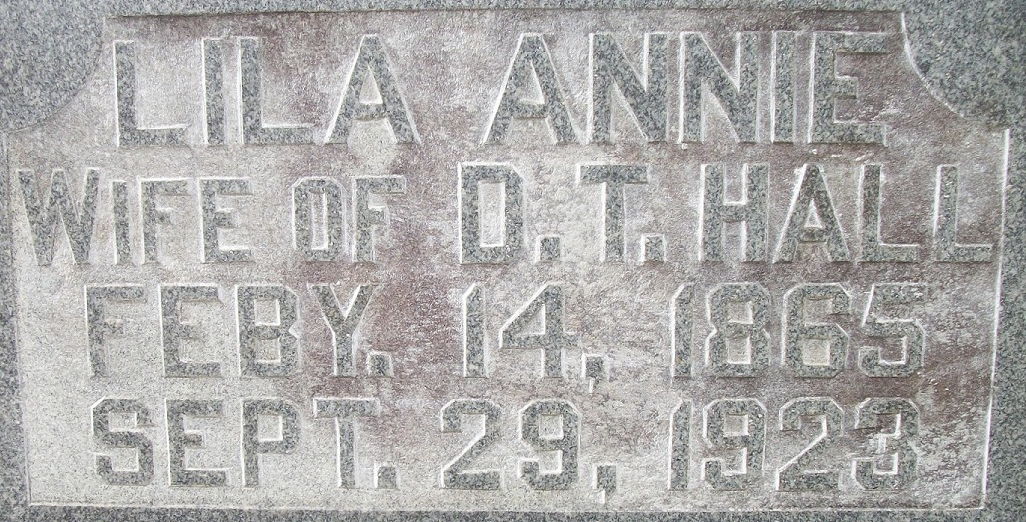 LILA ANNIE
WIFE OF D.T. HALL
FEBY. 14, 1865
SEPT. 29, 1923